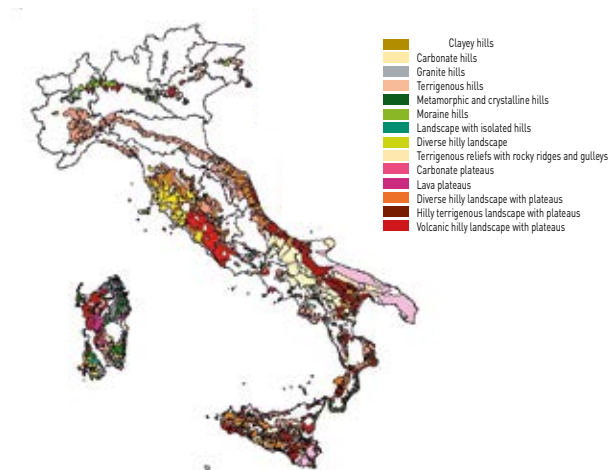 Clayey hills
Carbonate hills
Granite hills
Terrigenous hills
Metamorphic and crystalline hills
Moraine hills
Landscape with isolated hills
Diverse hilly landscape
Terrigenous reliefs with rocky ridges and gulleys
Carbonate plateaus
Lava plateaus
Diverse hilly landscape with plateaus
Hilly terrigenous landscape with plateaus
Volcanic hilly landscape with plateaus